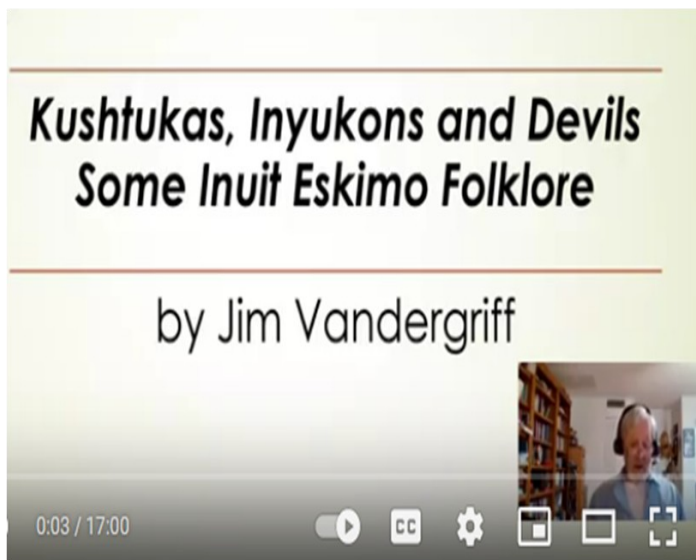 Kushtukas, Inyukons and Devils
Some Inuit Eskimo Folklore
by Jim Vandergriff
0:03 / 17:00
CC